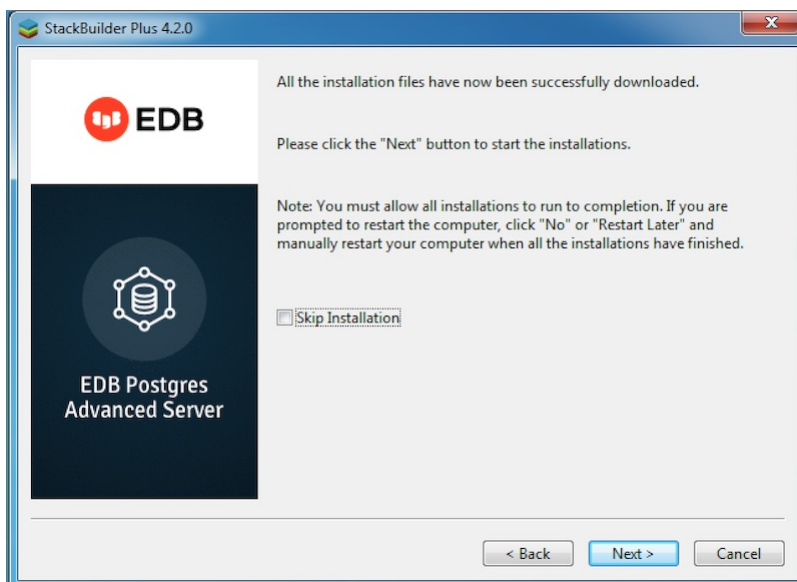 StackBuilder Plus 4.2.0
EDB
EDB Postgres
Advanced Server
All the installation files have now been successfully downloaded.
Please click the "Next" button to start the installations.
Note: You must allow all installations to run to completion. If you are
prompted to restart the computer, click "No" or "Restart Later" and
manually restart your computer when all the installations have finished.
Skip Installation
< Back
Next >
Cancel